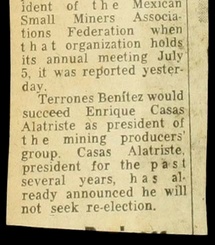 ident of the Mexican
Small Miners Associa-
tions Federation when
that organization holds
its annual meeting July
5, it was reported yester-
day.
Terrones Benítez would
succeed Enrique Casas
Alatriste as president of
the mining producers'
group. Casas Alatriste,
president for the past
several years, has al-
ready announced he will
not seek re-election.